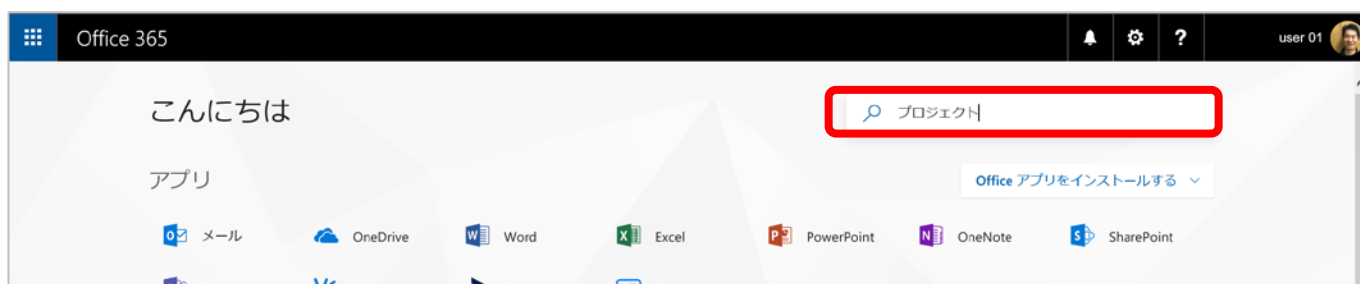 Office 365
?
user 01
こんにちは
プロジェクト
アプリ
Office アプリをインストールする
メール
OneDrive
Word
Excel
PowerPoint
OneNote
SharePoint